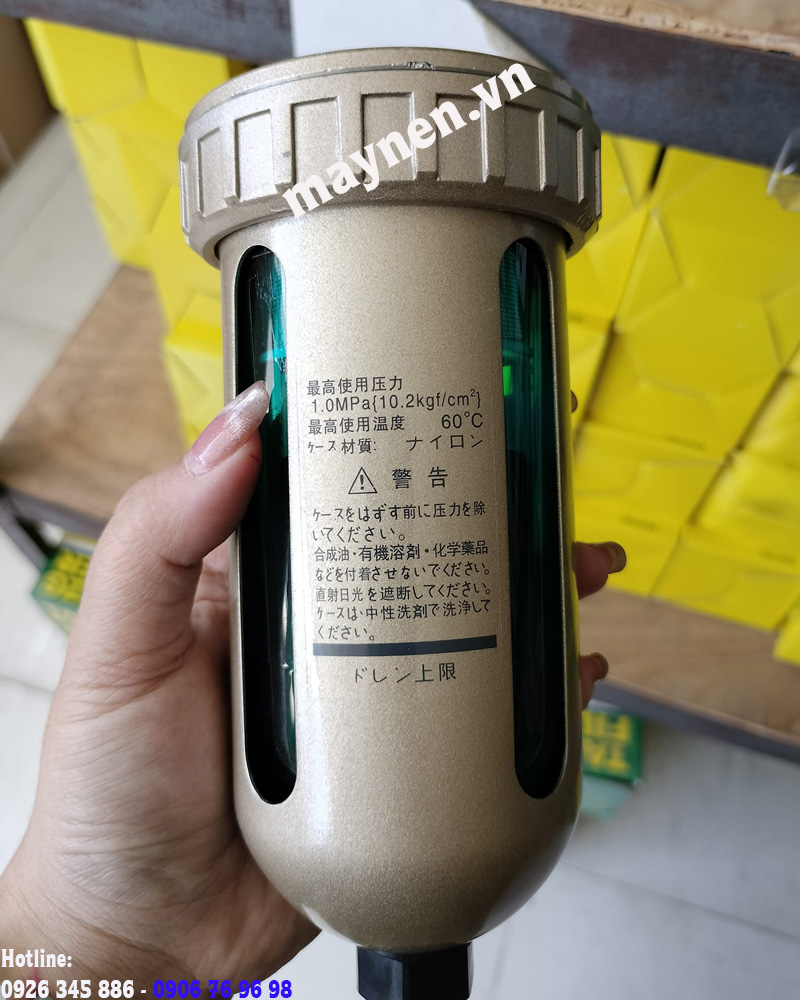 maynen.vn
最高使用圧力
1.0MPa{10.2kgf/cm²}
最高使用温度 60°C
ケース材質: ナイロン
⚠ 警告
ケースをはずす前に圧力を除
いてください。
合成油・有機溶剤・化学薬品
などを付着させないでください。
直射日光を遮断してください。
ケースは、中性洗剤で洗浄して
ください。
ドレン上限
Hotline:
0926 345 886 - 0906 76 96 98